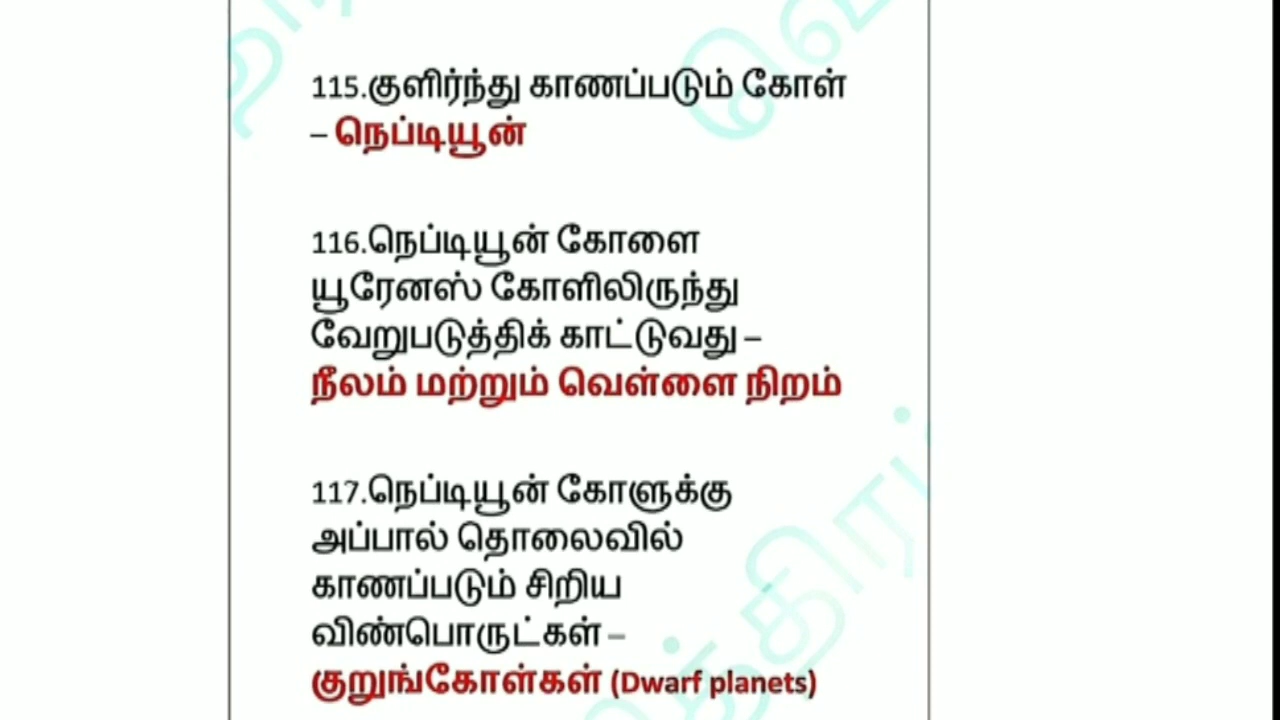 115.குளிர்ந்து காணப்படும் கோள்
– நெப்டியூன்
116.நெப்டியூன் கோளை
யூரேனஸ் கோளிலிருந்து
வேறுபடுத்திக் காட்டுவது –
நீலம் மற்றும் வெள்ளை நிறம்
117.நெப்டியூன் கோளுக்கு
அப்பால் தொலைவில்
காணப்படும் சிறிய
விண்பொருட்கள் –
குறுங்கோள்கள் (Dwarf planets)